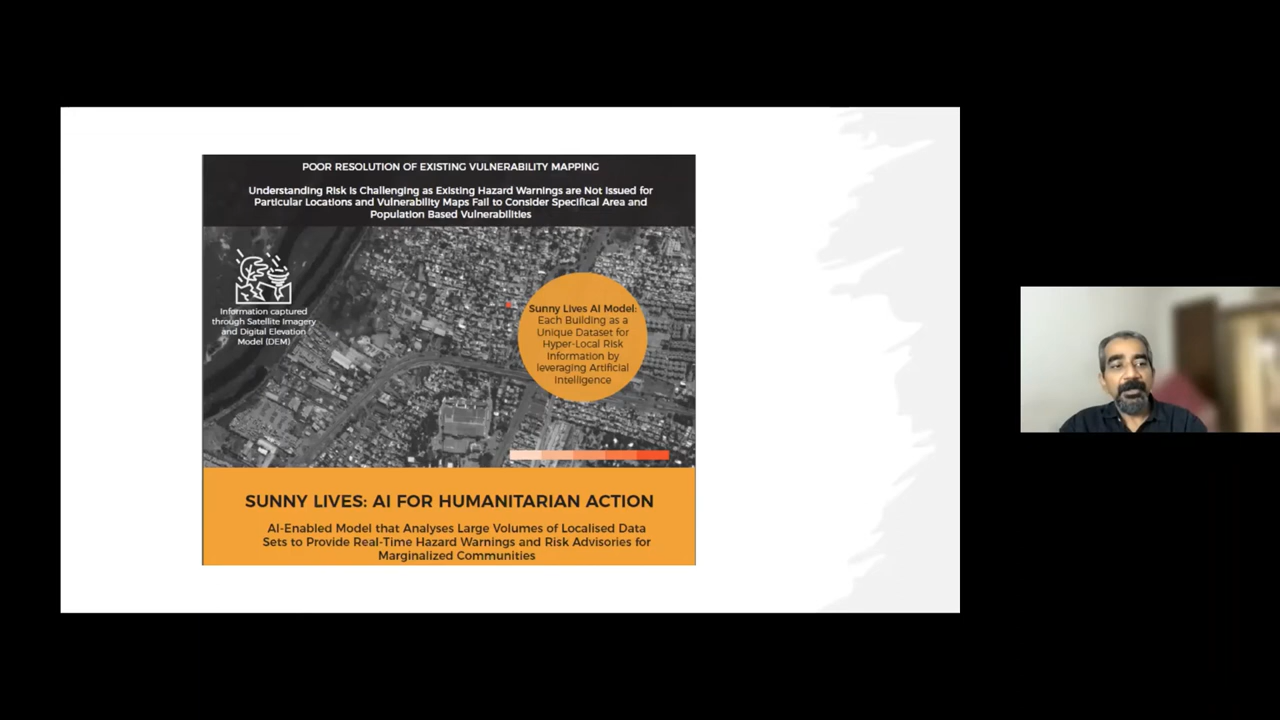 POOR RESOLUTION OF EXISTING VULNERABILITY MAPPING
Understanding Risk Is Challenging as Existing Hazard Warnings are Not Issued for
Particular Locations and Vulnerability Maps Fail to Consider Specifical Area and
Population Based Vulnerabilities
Information captured
through Satellite Imagery
and Digital Elevation
Model (DEM)
Sunny Lives AI Model:
Each Building as a
Unique Dataset for
Hyper-Local Risk
Information by
leveraging Artificial
Intelligence
SUNNY LIVES: AI FOR HUMANITARIAN ACTION
AI-Enabled Model that Analyses Large Volumes of Localised Data
Sets to Provide Real-Time Hazard Warnings and Risk Advisories for
Marginalized Communities